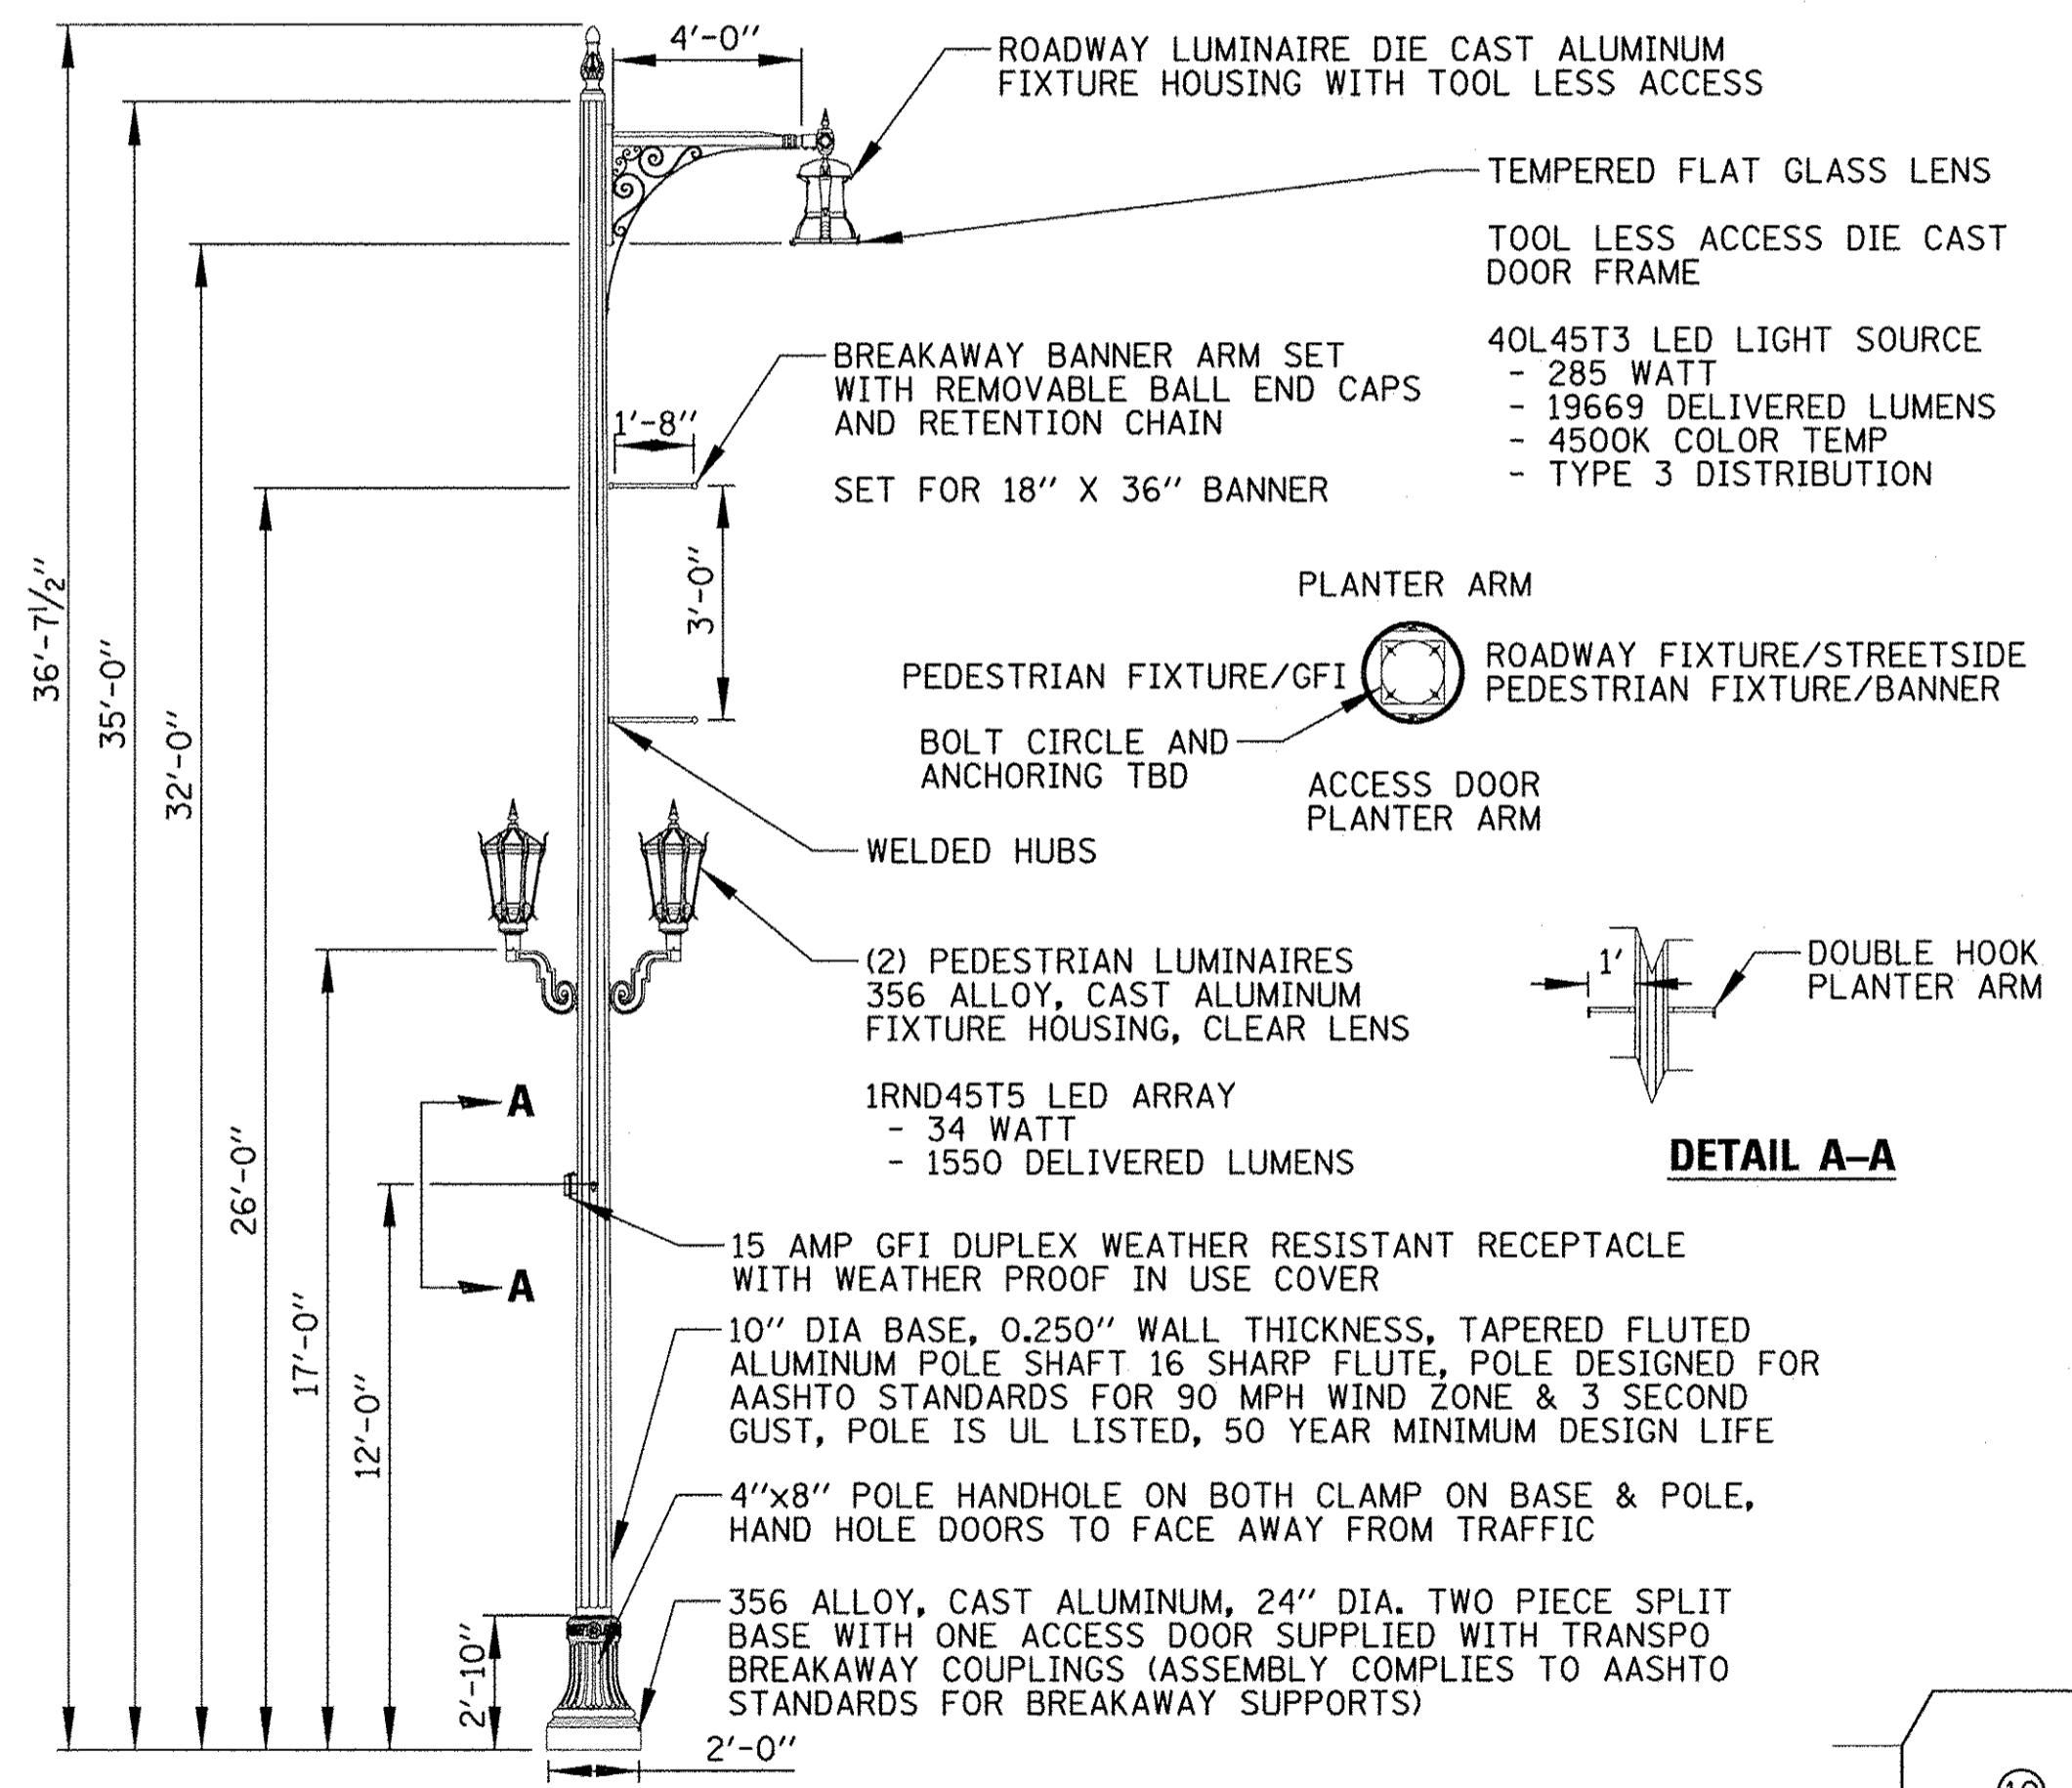 4'-0"
ROADWAY LUMINAIRE DIE CAST ALUMINUM
FIXTURE HOUSING WITH TOOL LESS ACCESS
TEMPERED FLAT GLASS LENS
TOOL LESS ACCESS DIE CAST
DOOR FRAME
40L45T3 LED LIGHT SOURCE
- 285 WATT
- 19669 DELIVERED LUMENS
- 4500K COLOR TEMP
- TYPE 3 DISTRIBUTION
BREAKAWAY BANNER ARM SET
WITH REMOVABLE BALL END CAPS
AND RETENTION CHAIN
1'-8"
SET FOR 18" X 36" BANNER
3'-0"
36'-7 1/2"
35'-0"
32'-0"
26'-0"
17'-0"
12'-0"
2'-10"
2'-0"
PLANTER ARM
PEDESTRIAN FIXTURE/GFI
ROADWAY FIXTURE/STREETSIDE
PEDESTRIAN FIXTURE/BANNER
BOLT CIRCLE AND
ANCHORING TBD
ACCESS DOOR
PLANTER ARM
WELDED HUBS
(2) PEDESTRIAN LUMINAIRES
356 ALLOY, CAST ALUMINUM
FIXTURE HOUSING, CLEAR LENS
1RND45T5 LED ARRAY
- 34 WATT
- 1550 DELIVERED LUMENS
1'
DOUBLE HOOK
PLANTER ARM
DETAIL A-A
A
A
15 AMP GFI DUPLEX WEATHER RESISTANT RECEPTACLE
WITH WEATHER PROOF IN USE COVER
10" DIA BASE, 0.250" WALL THICKNESS, TAPERED FLUTED
ALUMINUM POLE SHAFT 16 SHARP FLUTE, POLE DESIGNED FOR
AASHTO STANDARDS FOR 90 MPH WIND ZONE & 3 SECOND
GUST, POLE IS UL LISTED, 50 YEAR MINIMUM DESIGN LIFE
4"x8" POLE HANDHOLE ON BOTH CLAMP ON BASE & POLE,
HAND HOLE DOORS TO FACE AWAY FROM TRAFFIC
356 ALLOY, CAST ALUMINUM, 24" DIA. TWO PIECE SPLIT
BASE WITH ONE ACCESS DOOR SUPPLIED WITH TRANSPO
BREAKAWAY COUPLINGS (ASSEMBLY COMPLIES TO AASHTO
STANDARDS FOR BREAKAWAY SUPPORTS)